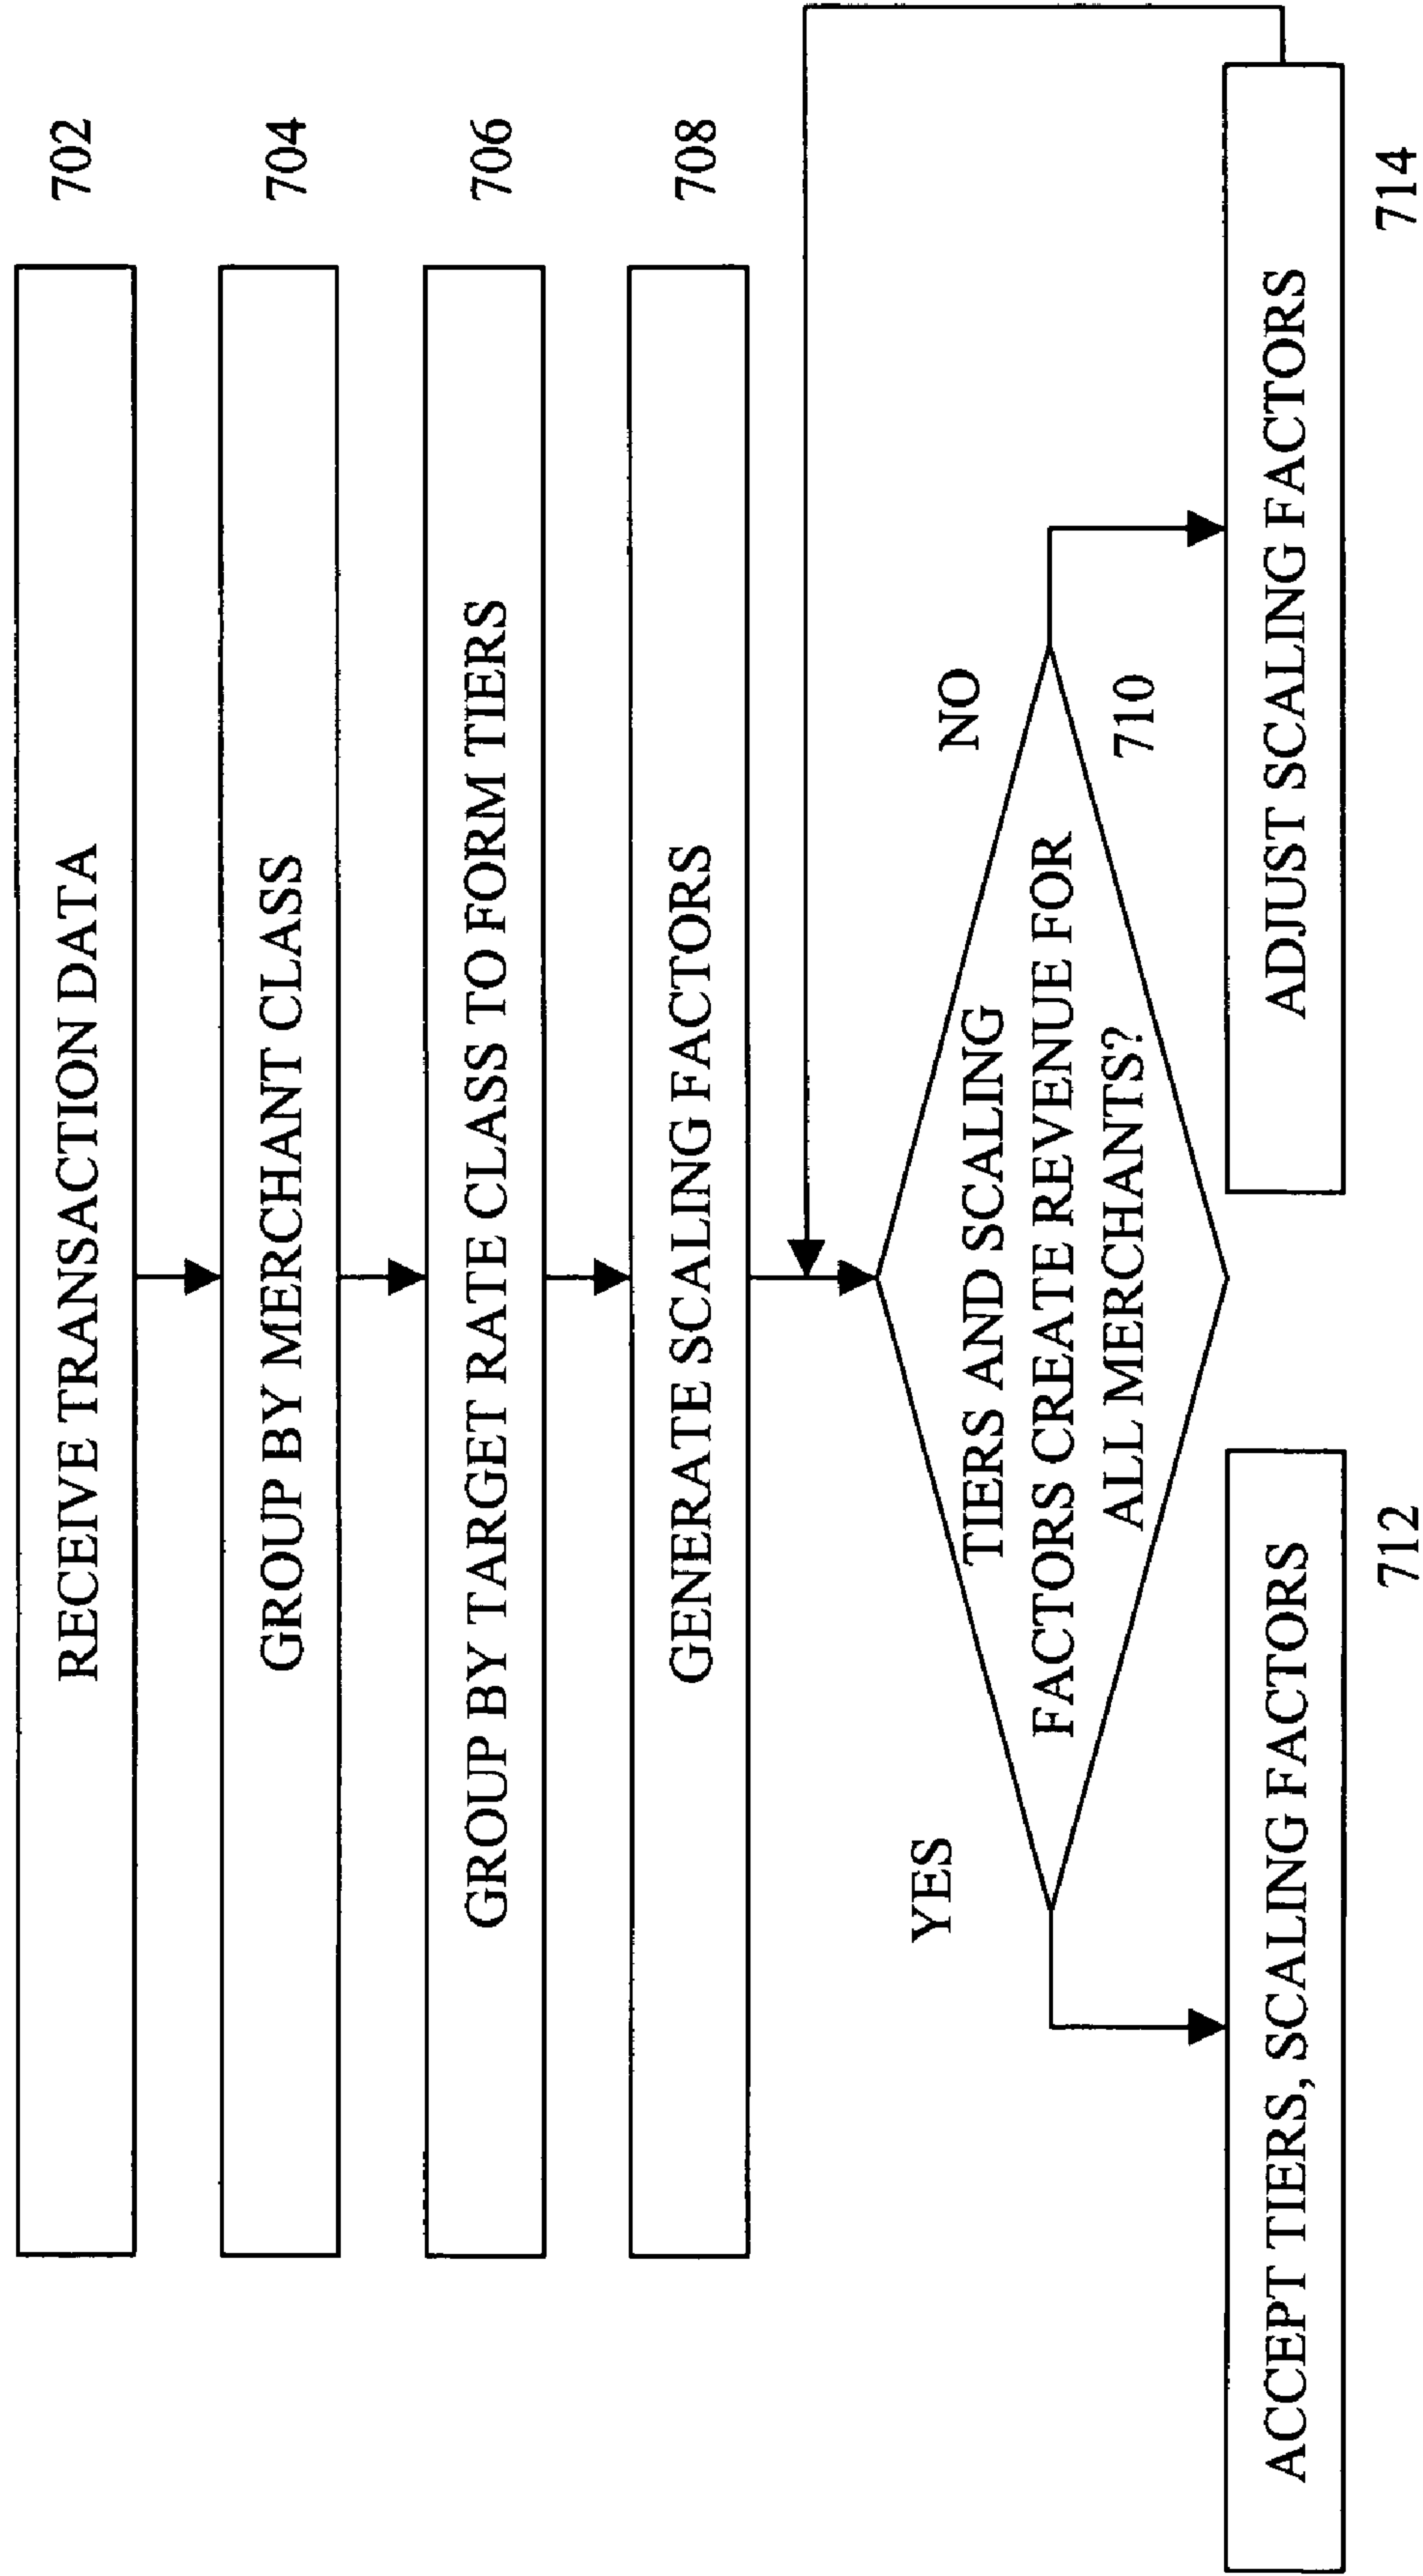 RECEIVE TRANSACTION DATA
702
GROUP BY MERCHANT CLASS
704
GROUP BY TARGET RATE CLASS TO FORM TIERS
706
GENERATE SCALING FACTORS
708
YES
NO
TIERS AND SCALING
FACTORS CREATE REVENUE FOR
ALL MERCHANTS?
710
ACCEPT TIERS, SCALING FACTORS
712
ADJUST SCALING FACTORS
714